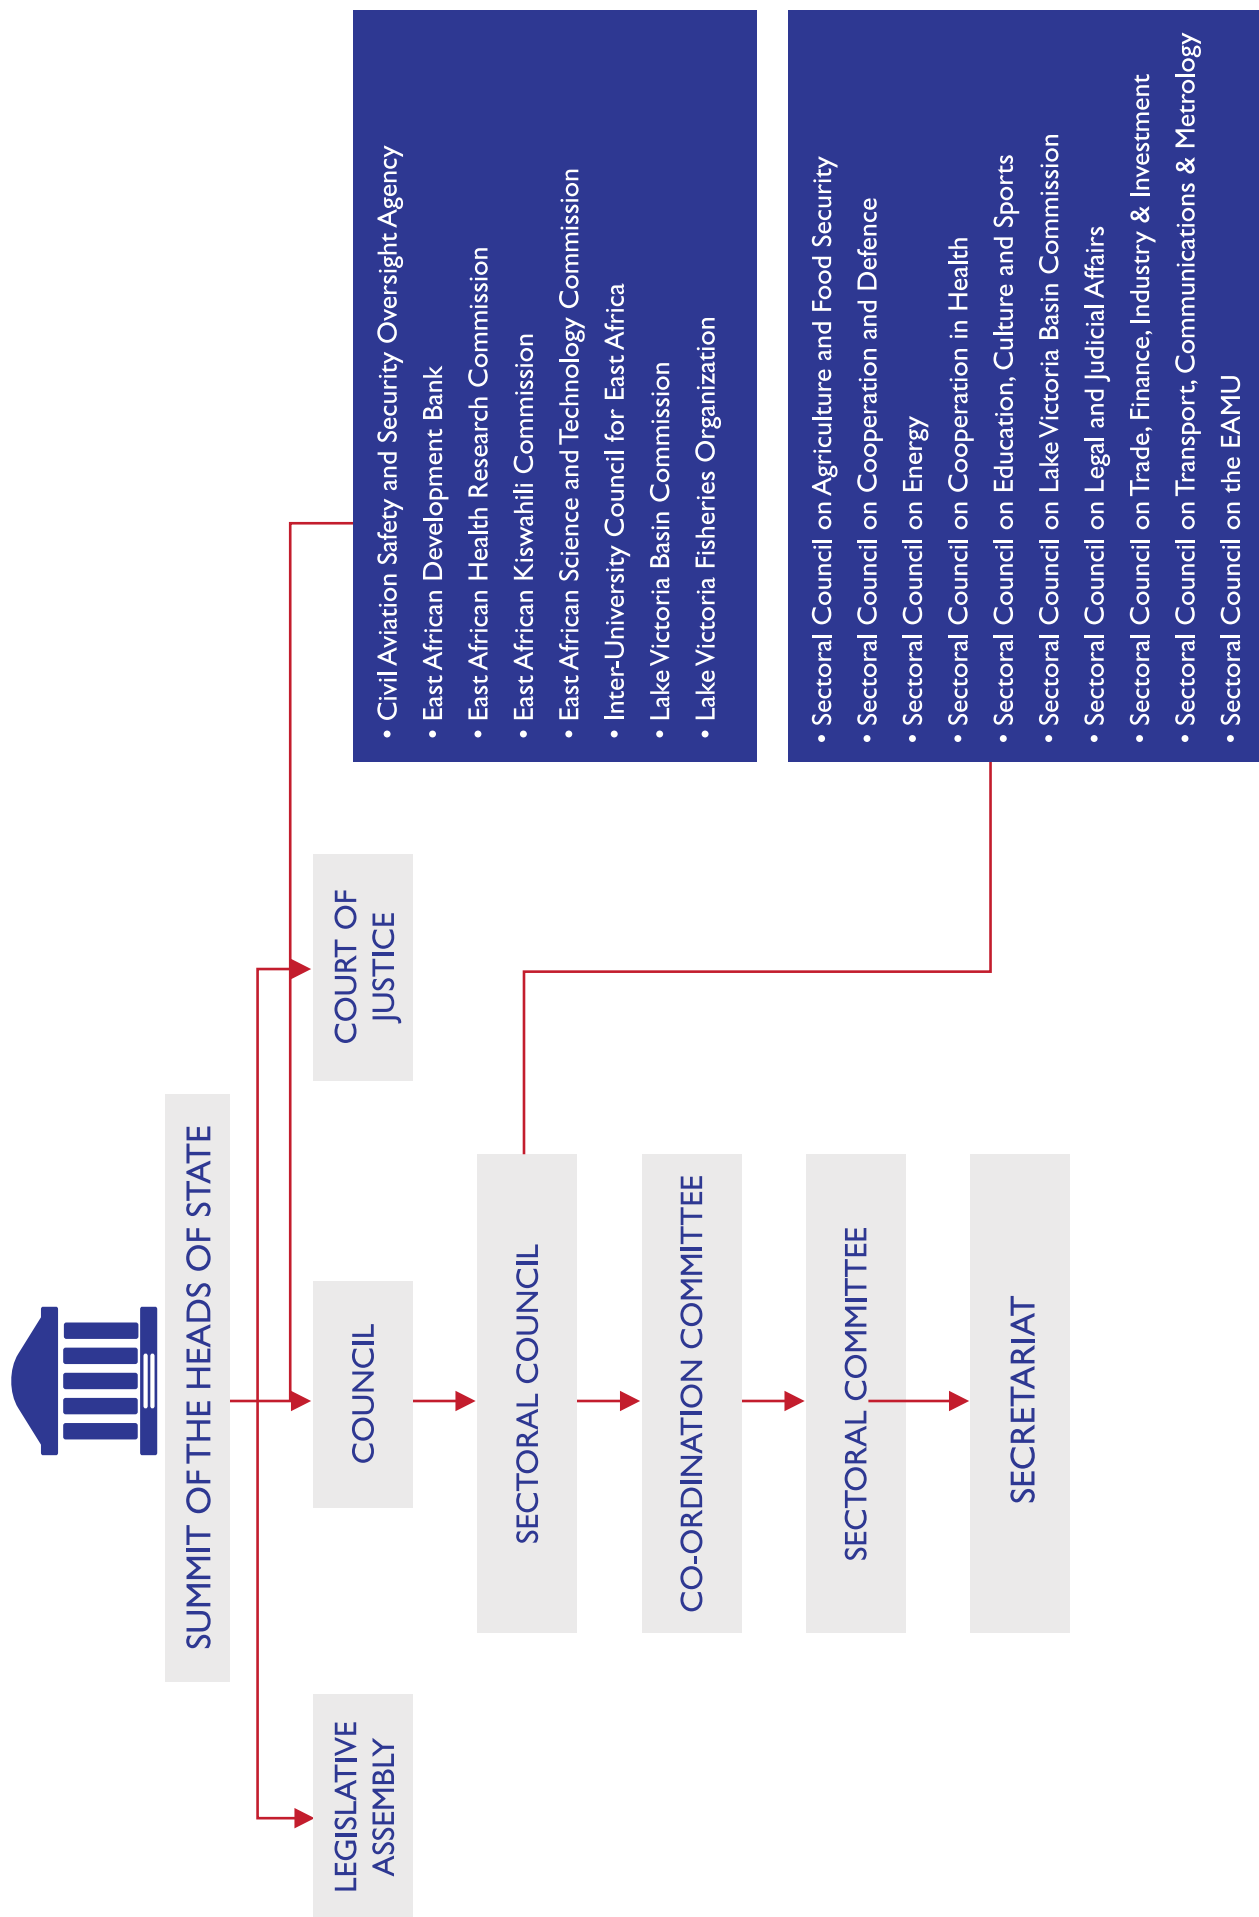 SUMMIT OF THE HEADS OF STATE
LEGISLATIVE
ASSEMBLY
COUNCIL
COURT OF
JUSTICE
SECTORAL COUNCIL
CO-ORDINATION COMMITTEE
SECTORAL COMMITTEE
SECRETARIAT
• Civil Aviation Safety and Security Oversight Agency
• East African Development Bank
• East African Health Research Commission
• East African Kiswahili Commission
• East African Science and Technology Commission
• Inter-University Council for East Africa
• Lake Victoria Basin Commission
• Lake Victoria Fisheries Organization
• Sectoral Council on Agriculture and Food Security
• Sectoral Council on Cooperation and Defence
• Sectoral Council on Energy
• Sectoral Council on Cooperation in Health
• Sectoral Council on Education, Culture and Sports
• Sectoral Council on Lake Victoria Basin Commission
• Sectoral Council on Legal and Judicial Affairs
• Sectoral Council on Trade, Finance, Industry & Investment
• Sectoral Council on Transport, Communications & Metrology
• Sectoral Council on the EAMU